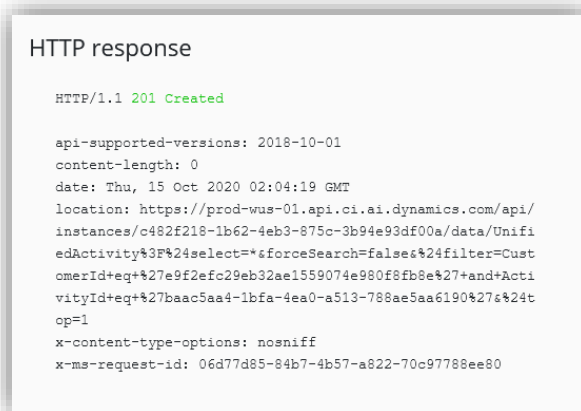 HTTP response
HTTP/1.1 201 Created
api-supported-versions: 2018-10-01
content-length: 0
date: Thu, 15 Oct 2020 02:04:19 GMT
location: https://prod-wus-01.api.ci.ai.dynamics.com/api/
instances/c482f218-1b62-4eb3-875c-3b94e93df00a/data/Unifi
edActivity%3F%24select=*&forceSearch=false&%24filter=Cust
omerId+eq+%27e9f2efc29eb32ae1559074e980f8fb8e%27+and+Acti
vityId+eq+%27baac5aa4-1bfa-4ea0-a513-788ae5aa6190%27&%24t
op=1
x-content-type-options: nosniff
x-ms-request-id: 06d77d85-84b7-4b57-a822-70c97788ee80